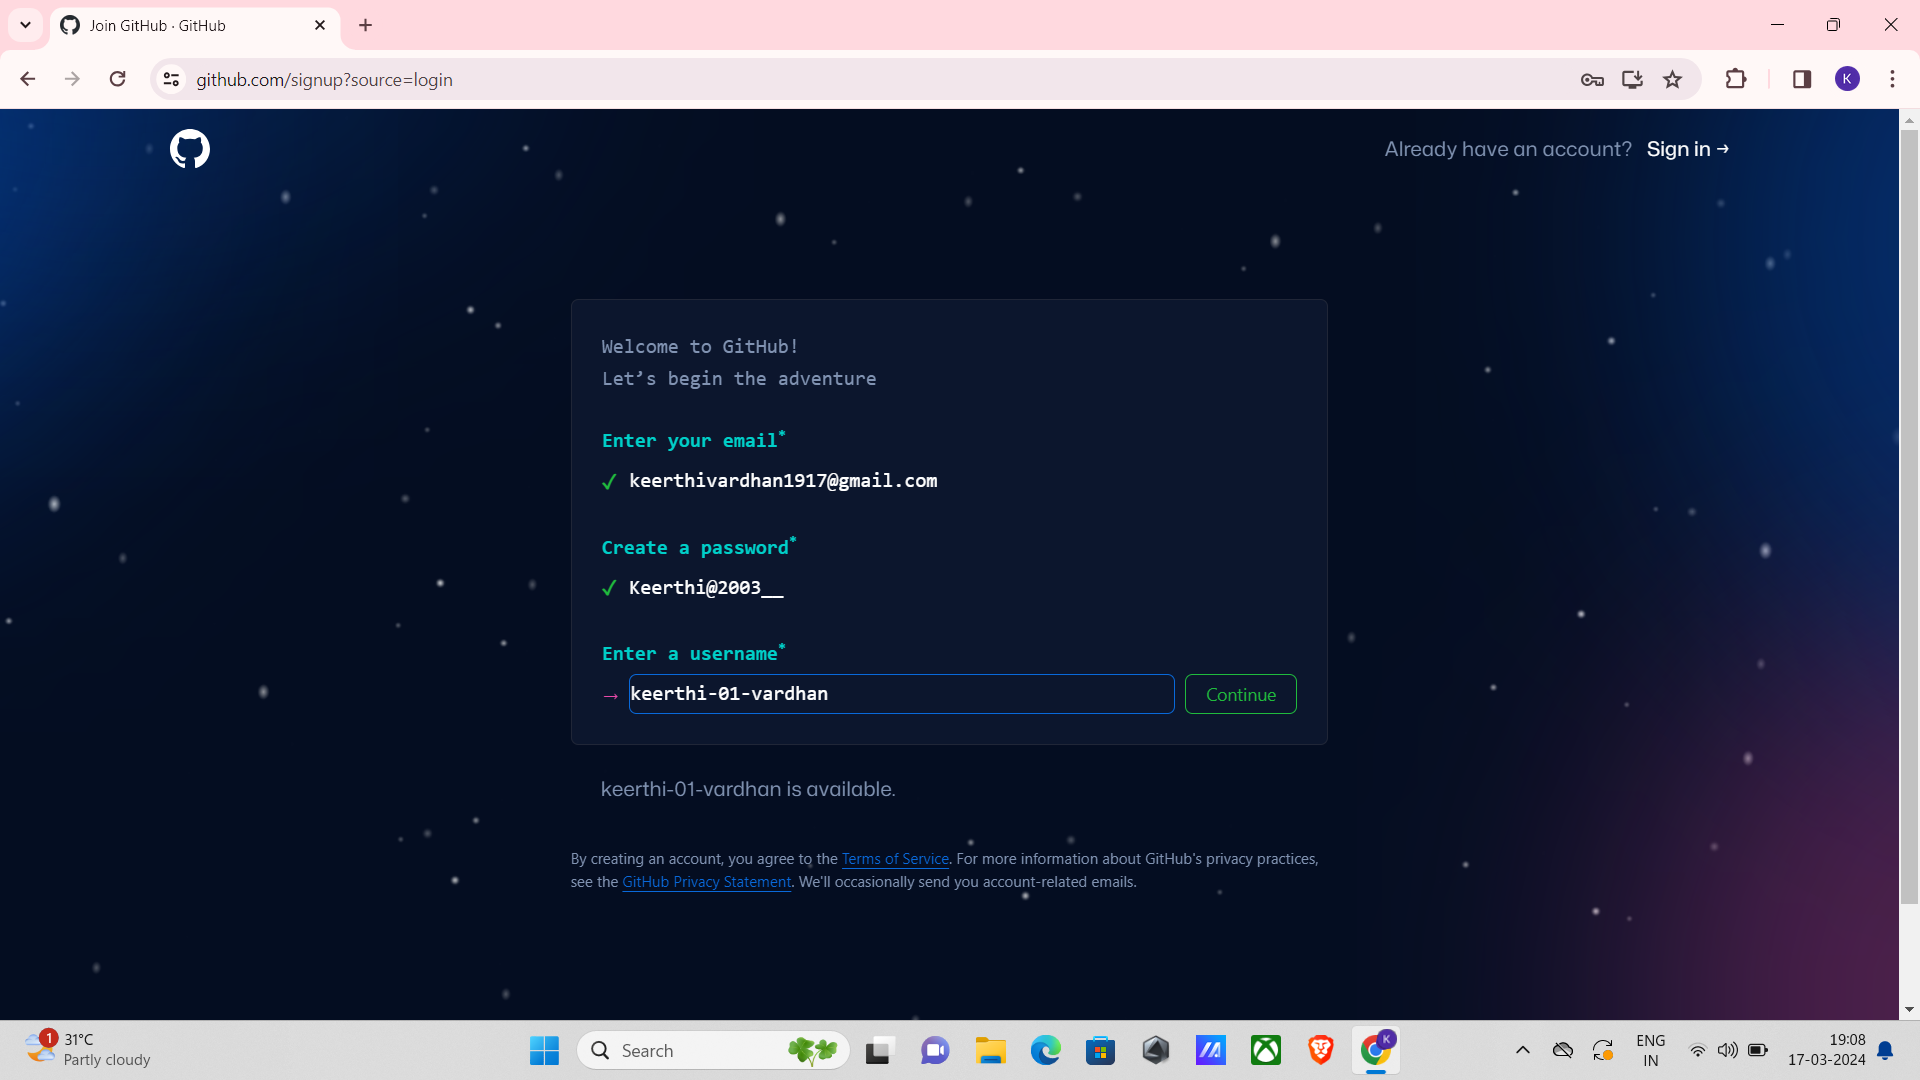 Join GitHub · GitHub
github.com/signup?source=login
K
Already have an account? Sign in →
Welcome to GitHub!
Let’s begin the adventure
Enter your email*
✓ keerthivardhan1917@gmail.com
Create a password*
✓ Keerthi@2003__
Enter a username*
→ keerthi-01-vardhan Continue
keerthi-01-vardhan is available.
By creating an account, you agree to the Terms of Service. For more information about GitHub's privacy practices,
see the GitHub Privacy Statement. We'll occasionally send you account-related emails.
1
31°C
Partly cloudy
Search
K
ENG
IN
19:08
17-03-2024